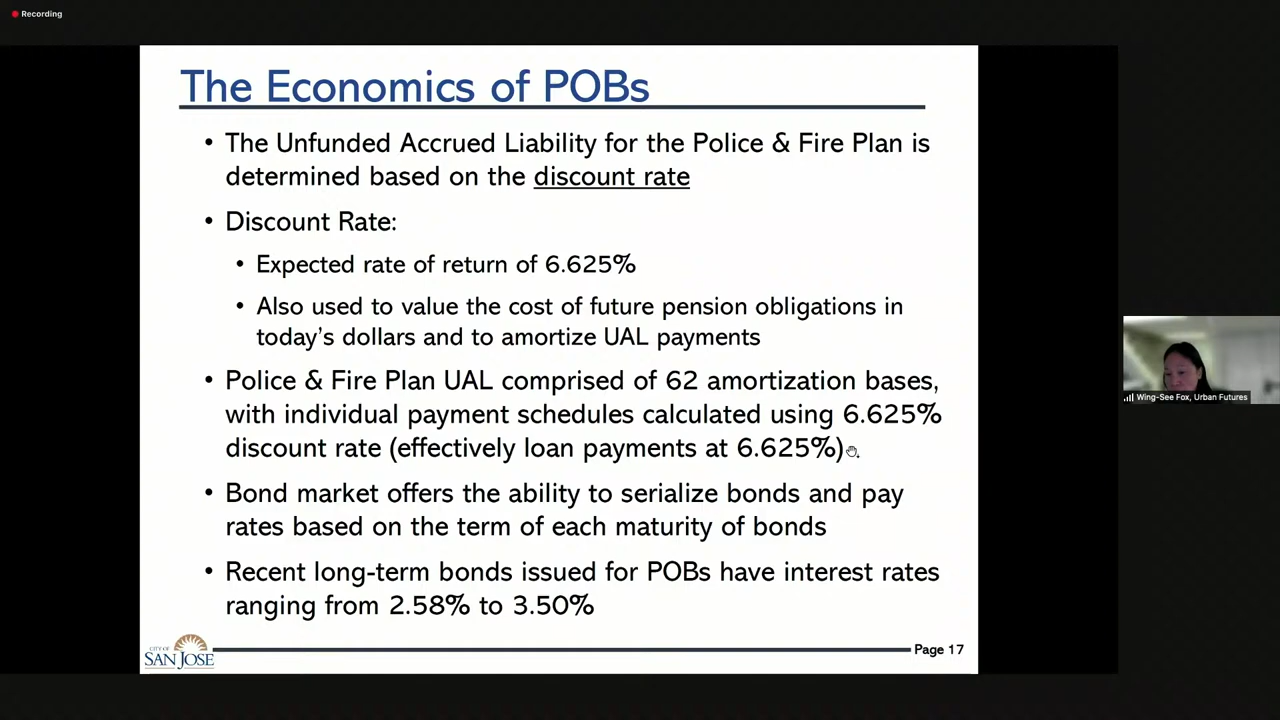 Recording
The Economics of POBs
• The Unfunded Accrued Liability for the Police & Fire Plan is
determined based on the discount rate
• Discount Rate:
• Expected rate of return of 6.625%
• Also used to value the cost of future pension obligations in
today's dollars and to amortize UAL payments
• Police & Fire Plan UAL comprised of 62 amortization bases,
with individual payment schedules calculated using 6.625%
discount rate (effectively loan payments at 6.625%)
• Bond market offers the ability to serialize bonds and pay
rates based on the term of each maturity of bonds
• Recent long-term bonds issued for POBs have interest rates
ranging from 2.58% to 3.50%
CITY OF
SAN JOSE
Page 17
Wing-See Fox, Urban Futures